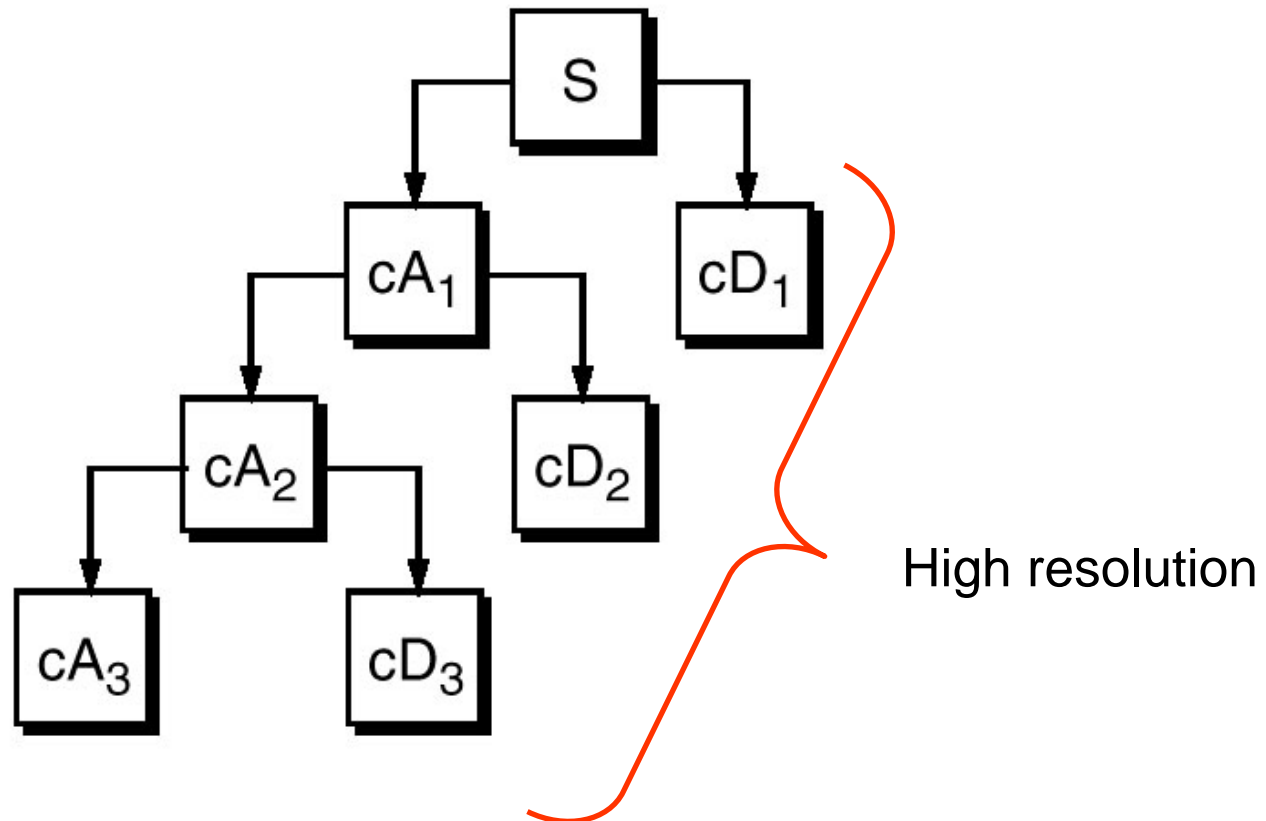 S
cA₁
cD₁
cA₂
cD₂
High resolution
cA₃
cD₃